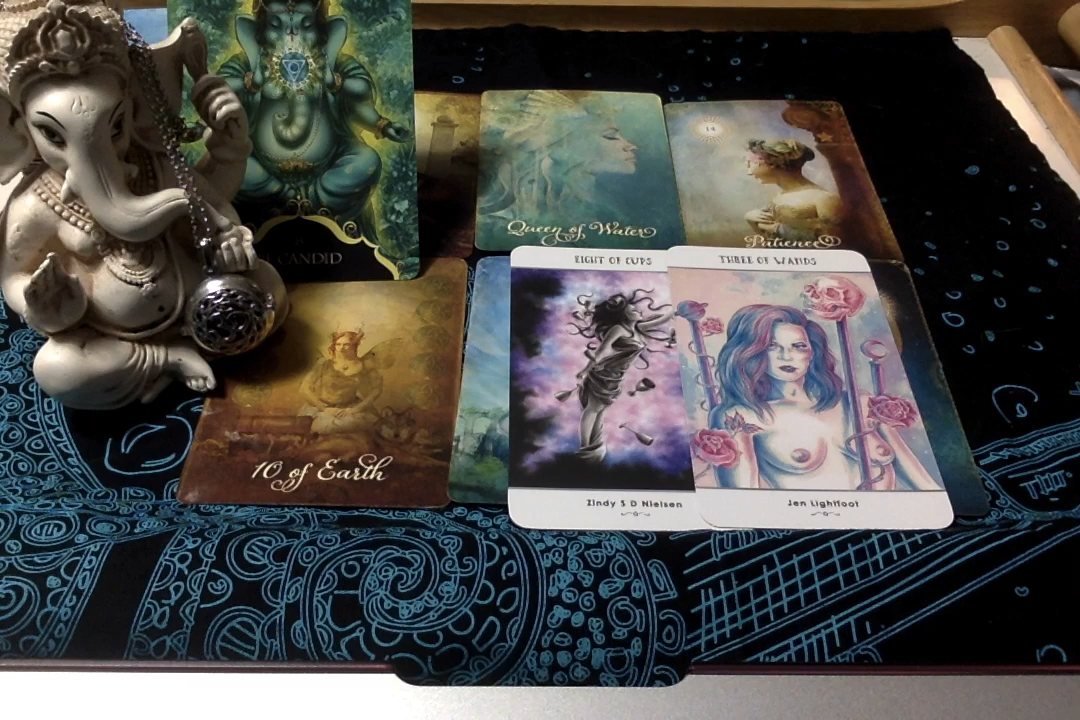 CANDID
Queen of Water
14
Patience
10 of Earth
EIGHT OF CUPS
Zindy S D Nielsen
THREE OF WANDS
Jen Lightfoot